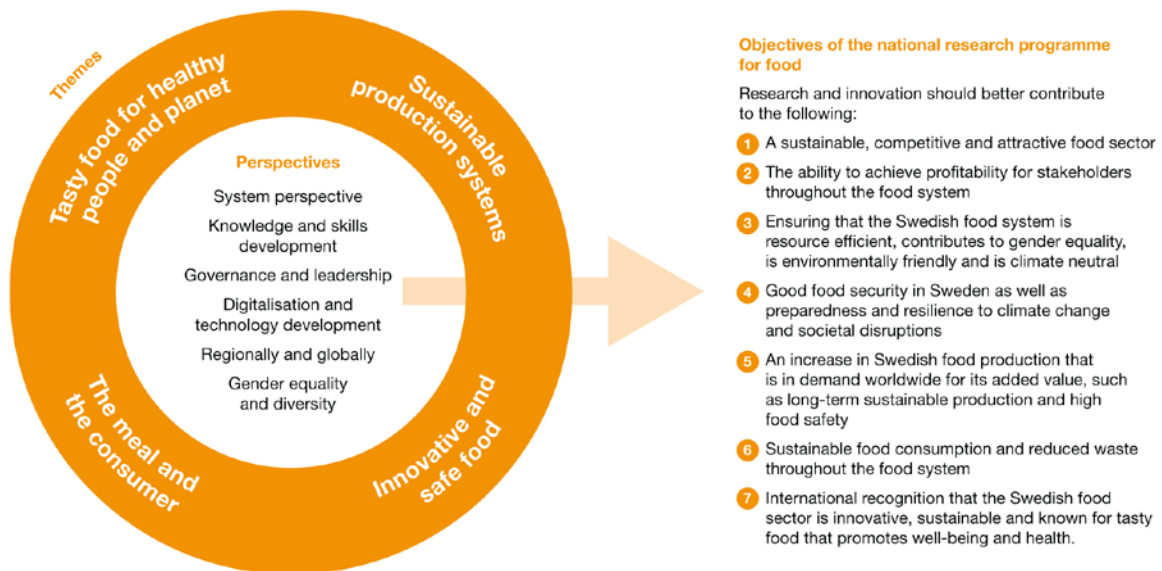 Themes
Tasty food for healthy
people and planet
Sustainable
production systems
The meal and
the consumer
Innovative and
safe food
Perspectives
System perspective
Knowledge and skills
development
Governance and leadership
Digitalisation and
technology development
Regionally and globally
Gender equality
and diversity
Objectives of the national research programme
for food
Research and innovation should better contribute
to the following:
1 A sustainable, competitive and attractive food sector
2 The ability to achieve profitability for stakeholders
throughout the food system
3 Ensuring that the Swedish food system is
resource efficient, contributes to gender equality,
is environmentally friendly and is climate neutral
4 Good food security in Sweden as well as
preparedness and resilience to climate change
and societal disruptions
5 An increase in Swedish food production that
is in demand worldwide for its added value, such
as long-term sustainable production and high
food safety
6 Sustainable food consumption and reduced waste
throughout the food system
7 International recognition that the Swedish food
sector is innovative, sustainable and known for tasty
food that promotes well-being and health.